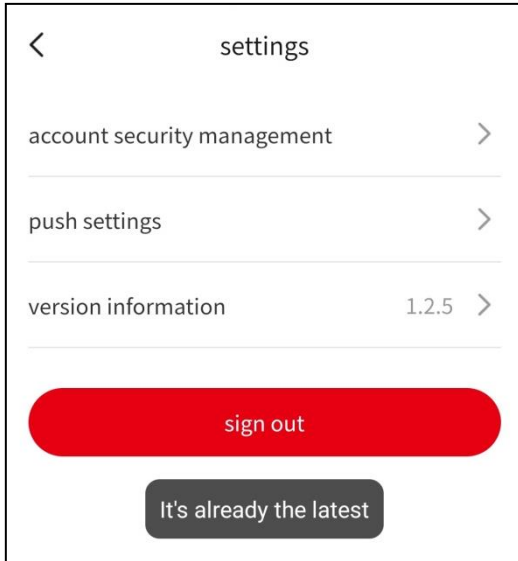 settings
account security management
push settings
version information 1.2.5
sign out
It's already the latest